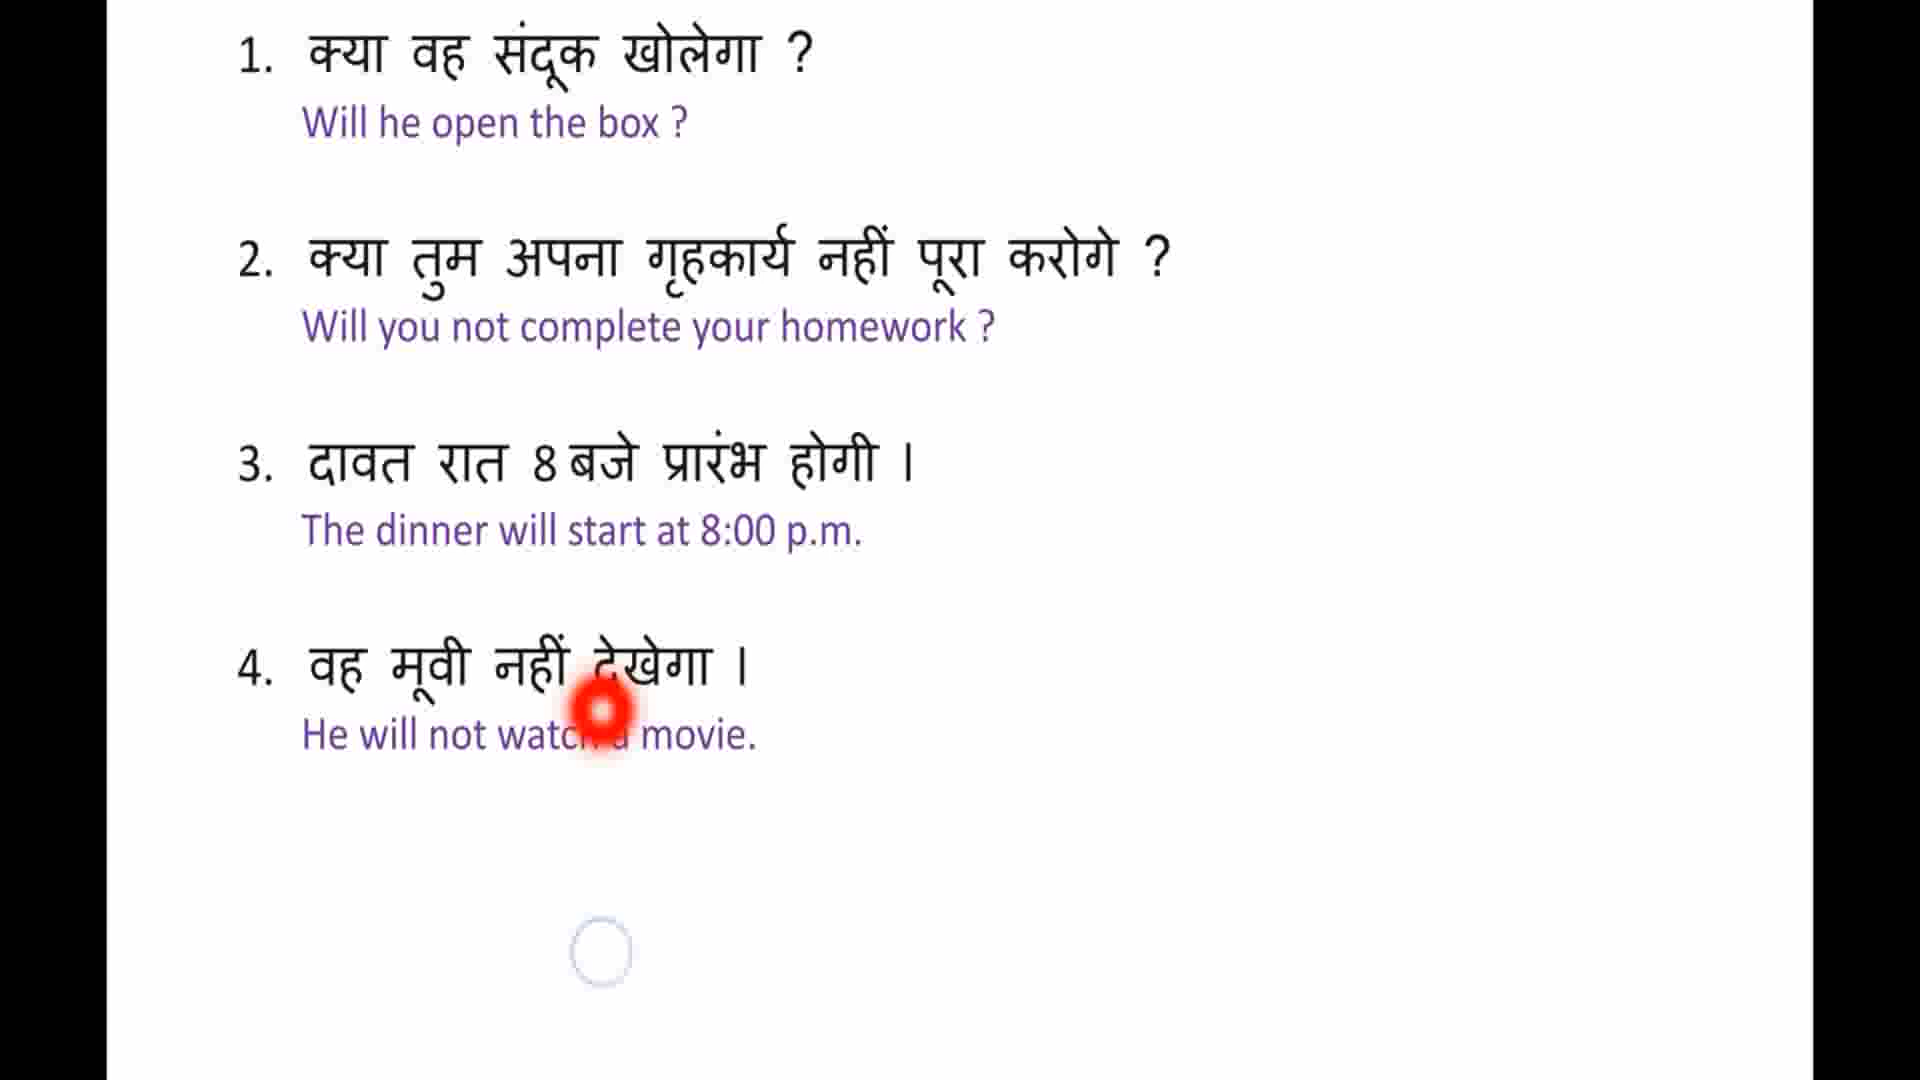 1. क्या वह संदूक खोलेगा ?
Will he open the box ?
2. क्या तुम अपना गृहकार्य नहीं पूरा करोगे ?
Will you not complete your homework ?
3. दावत रात 8 बजे प्रारंभ होगी ।
The dinner will start at 8:00 p.m.
4. वह मूवी नहीं देखेगा ।
He will not watch a movie.